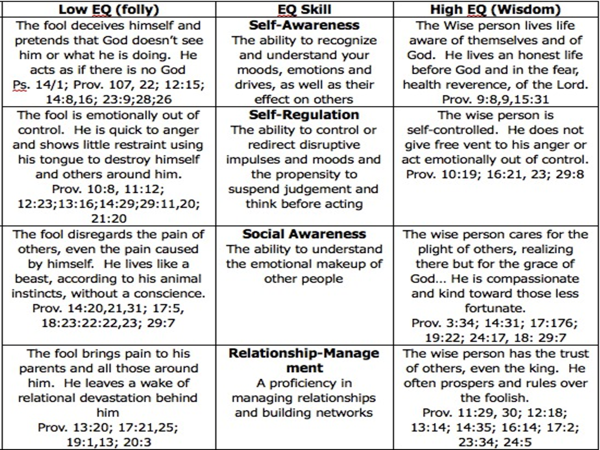 Low EQ (folly)
EQ Skill
High EQ (Wisdom)
The fool deceives himself and
pretends that God doesn't see
him or what he is doing. He
acts as if there is no God
Ps. 14/1; Prov. 107, 22; 12:15;
14:8,16; 23:9;28;26
Self-Awareness
The ability to recognize
and understand your
moods, emotions and
drives, as well as their
effect on others
The Wise person lives life
aware of themselves and of
God. He lives an honest life
before God and in the fear,
health reverence, of the Lord.
Prov. 9:8,9,15:31
The fool is emotionally out of
control. He is quick to anger
and shows little restraint using
his tongue to destroy himself
and others around him.
Prov. 10:8, 11:12;
12:23;13:16;14:29;29:11,20;
21:20
Self-Regulation
The ability to control or
redirect disruptive
impulses and moods and
the propensity to
suspend judgement and
think before acting
The wise person is
self-controlled. He does not
give free vent to his anger or
act emotionally out of control.
Prov. 10:19; 16:21, 23; 29:8
The fool disregards the pain of
others, even the pain caused
by himself. He lives like a
beast, according to his animal
instincts, without a conscience.
Prov. 14:20,21,31; 17:5,
18:23:22:22,23; 29:7
Social Awareness
The ability to understand
the emotional makeup of
other people
The wise person cares for the
plight of others, realizing
there but for the grace of
God... He is compassionate
and kind toward those less
fortunate.
Prov. 3:34; 14:31; 17:176;
19:22; 24:17, 18: 29:7
The fool brings pain to his
parents and all those around
him. He leaves a wake of
relational devastation behind
him
Prov. 13:20; 17:21,25;
19:1,13; 20:3
Relationship-Manage
ment
A proficiency in
managing relationships
and building networks
The wise person has the trust
of others, even the king. He
often prospers and rules over
the foolish.
Prov. 11:29, 30; 12:18;
13:14; 14:35; 16:14; 17:2;
23:34; 24:5